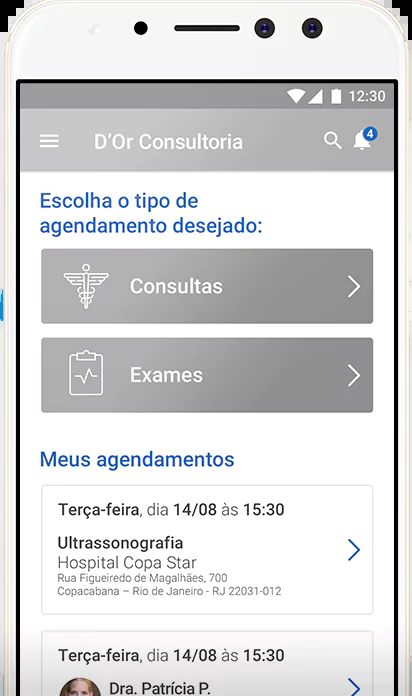 12:30
D’Or Consultoria
4
Escolha o tipo de
agendamento desejado:
Consultas
Exames
Meus agendamentos
Terça-feira, dia 14/08 às 15:30
Ultrassonografia
Hospital Copa Star
Rua Figueiredo de Magalhães, 700
Copacabana – Rio de Janeiro - RJ 22031-012
Terça-feira, dia 14/08 às 15:30
Dra. Patrícia P.